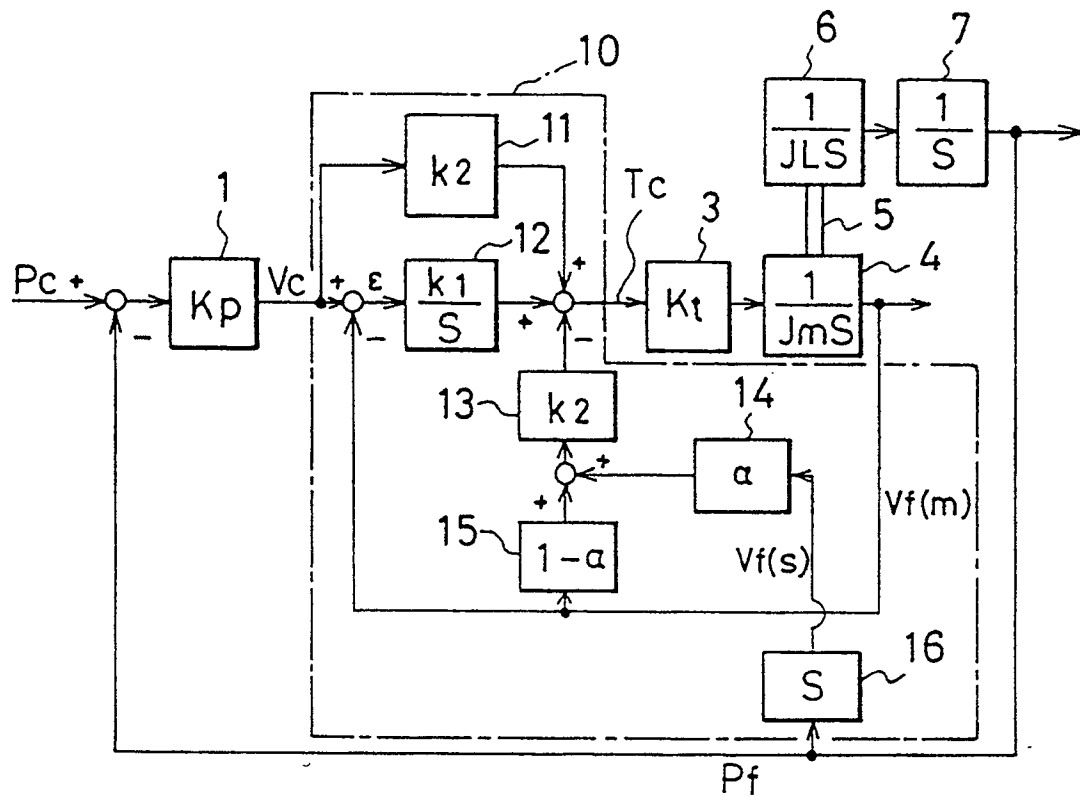 6
7
10
1
JLS
1
S
11
k2
5
1
Tc
3
12
4
Pc
+
-
Kp
Vc
+
-
ε
k1
S
+
+
-
Kt
1
JmS
13
k2
14
+
α
+
15
1-α
Vf(s)
Vf(m)
16
S
Pf